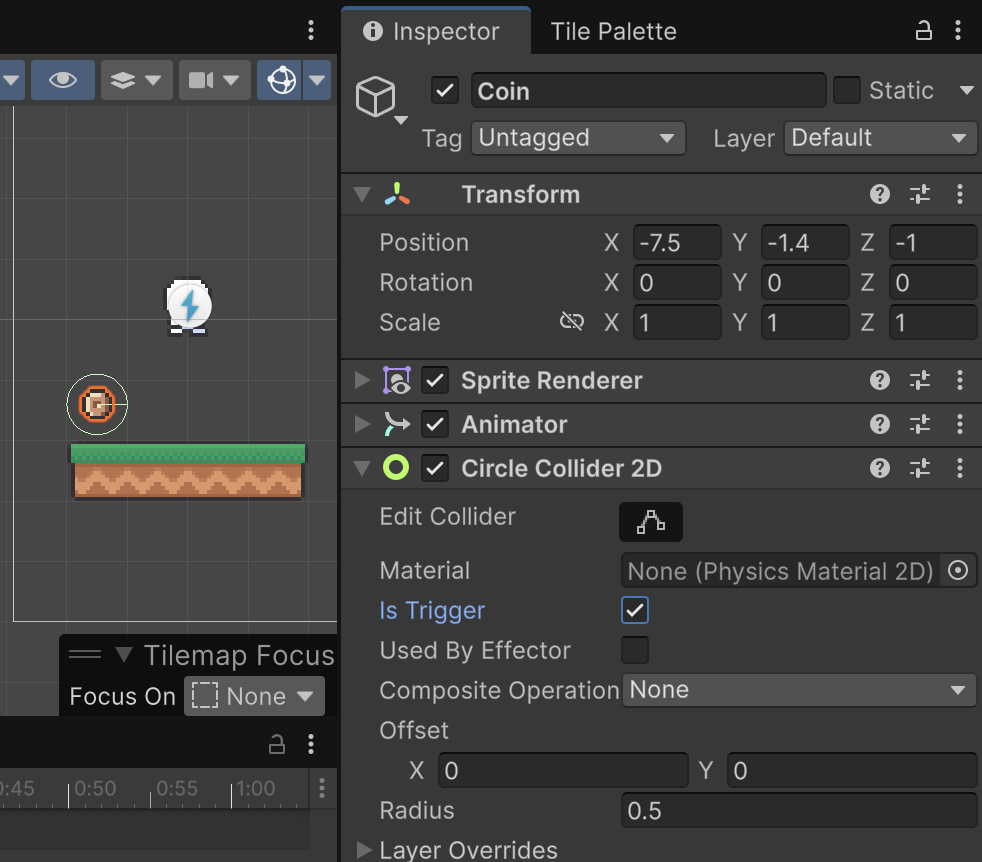 Inspector
Tile Palette
Coin
Static
Tag Untagged
Layer Default
Transform
Position X -7.5 Y -1.4 Z -1
Rotation X 0 Y 0 Z 0
Scale X 1 Y 1 Z 1
Sprite Renderer
Animator
Circle Collider 2D
Edit Collider
Material None (Physics Material 2D)
Is Trigger
Used By Effector
Composite Operation None
Offset
X 0 Y 0
Radius 0.5
Layer Overrides
Tilemap Focus
Focus On None
0:45 0:50 0:55 1:00